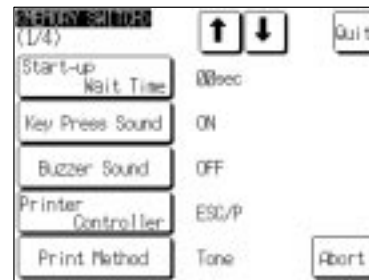 <MEMORY SWITCH>
(1/4)
↑ ↓ Quit
Start-up
Wait Time 00sec
Key Press Sound ON
Buzzer Sound OFF
Printer
Controller ESC/P
Print Method Tone
Abort